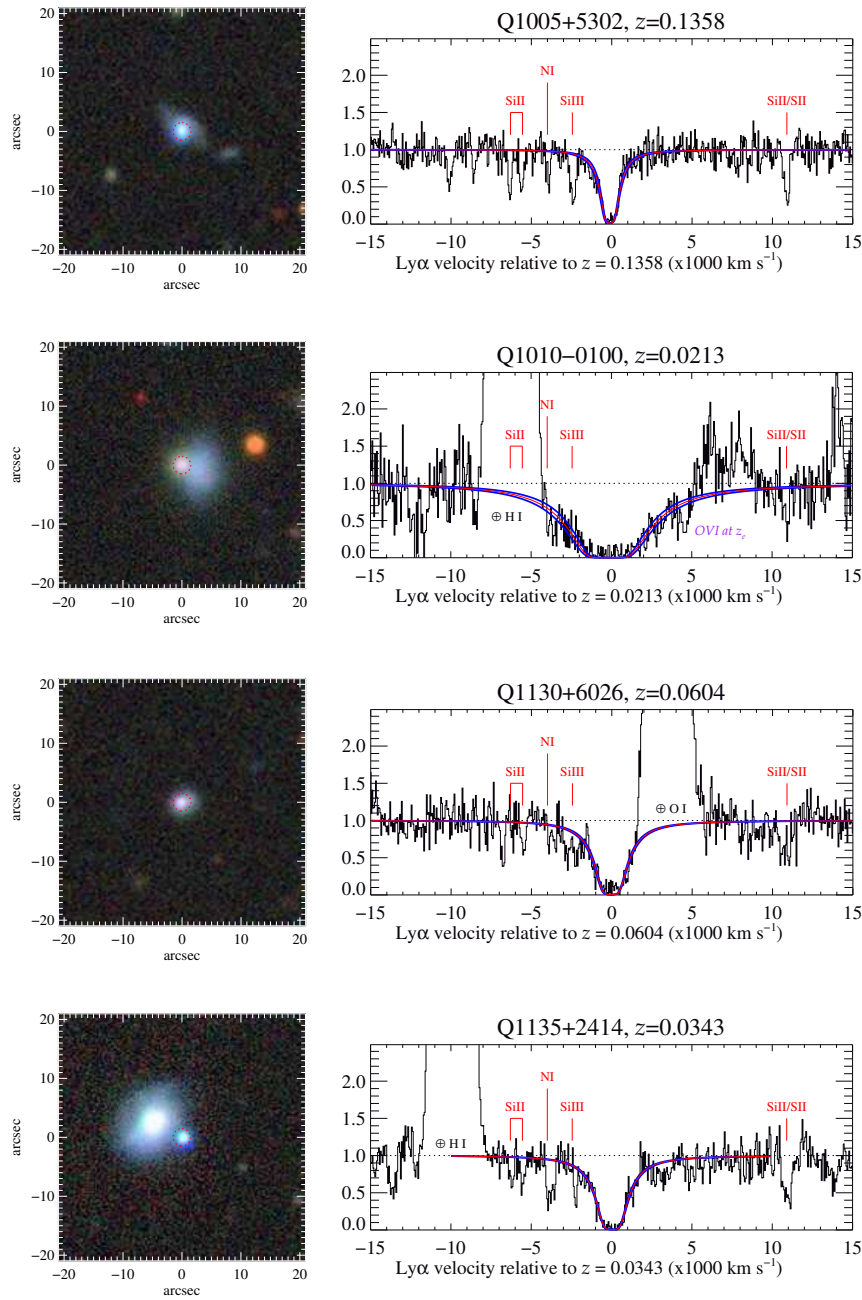 Q1005+5302, z=0.1358
20
10
0
−10
−20
arcsec
−20 −10 0 10 20
arcsec
2.0
1.5
1.0
0.5
0.0
SiII
NI
SiIII
SiII/SII
−15 −10 −5 0 5 10 15
Lyα velocity relative to z = 0.1358 (x1000 km s⁻¹)
Q1010−0100, z=0.0213
20
10
0
−10
−20
arcsec
−20 −10 0 10 20
arcsec
2.0
1.5
1.0
0.5
0.0
SiII
NI
SiIII
SiII/SII
⊕HI
OVI at zₑ
−15 −10 −5 0 5 10 15
Lyα velocity relative to z = 0.0213 (x1000 km s⁻¹)
Q1130+6026, z=0.0604
20
10
0
−10
−20
arcsec
−20 −10 0 10 20
arcsec
2.0
1.5
1.0
0.5
0.0
SiII
NI
SiIII
SiII/SII
⊕OI
−15 −10 −5 0 5 10 15
Lyα velocity relative to z = 0.0604 (x1000 km s⁻¹)
Q1135+2414, z=0.0343
20
10
0
−10
−20
arcsec
−20 −10 0 10 20
arcsec
2.0
1.5
1.0
0.5
0.0
⊕HI
SiII
NI
SiIII
SiII/SII
−15 −10 −5 0 5 10 15
Lyα velocity relative to z = 0.0343 (x1000 km s⁻¹)